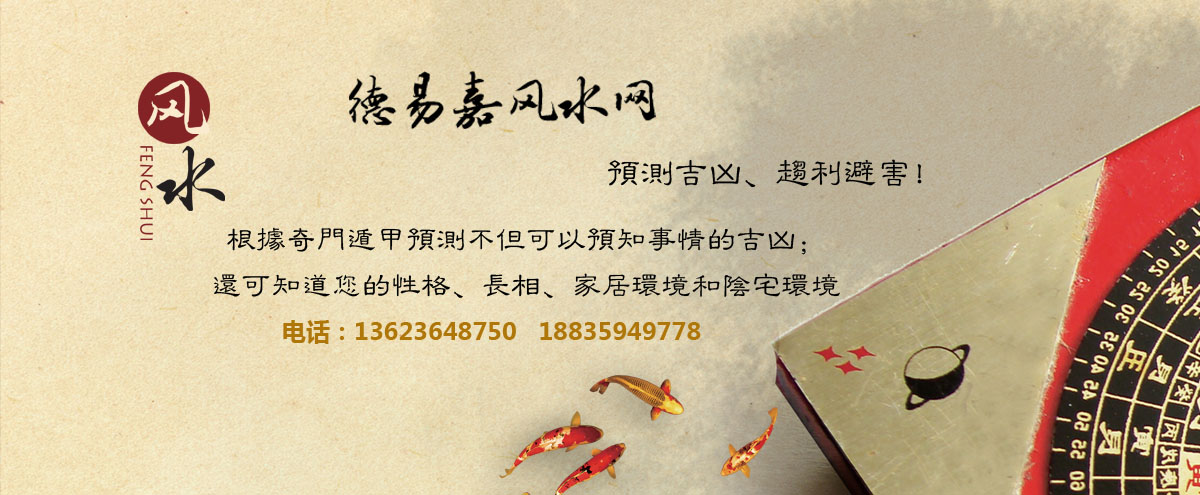 风水
FENG SHUI
德易嘉风水网
預測吉凶、趨利避害!
根據奇門遁甲預測不但可以預知事情的吉凶;
還可知道您的性格、長相、家居環境和陰宅環境
电话：13623648750 18835949778